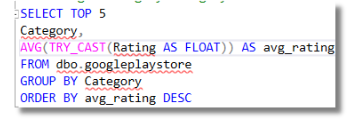 SELECT TOP 5
Category,
AVG(TRY_CAST(Rating AS FLOAT)) AS avg_rating
FROM dbo.googleplaystore
GROUP BY Category
ORDER BY avg_rating DESC